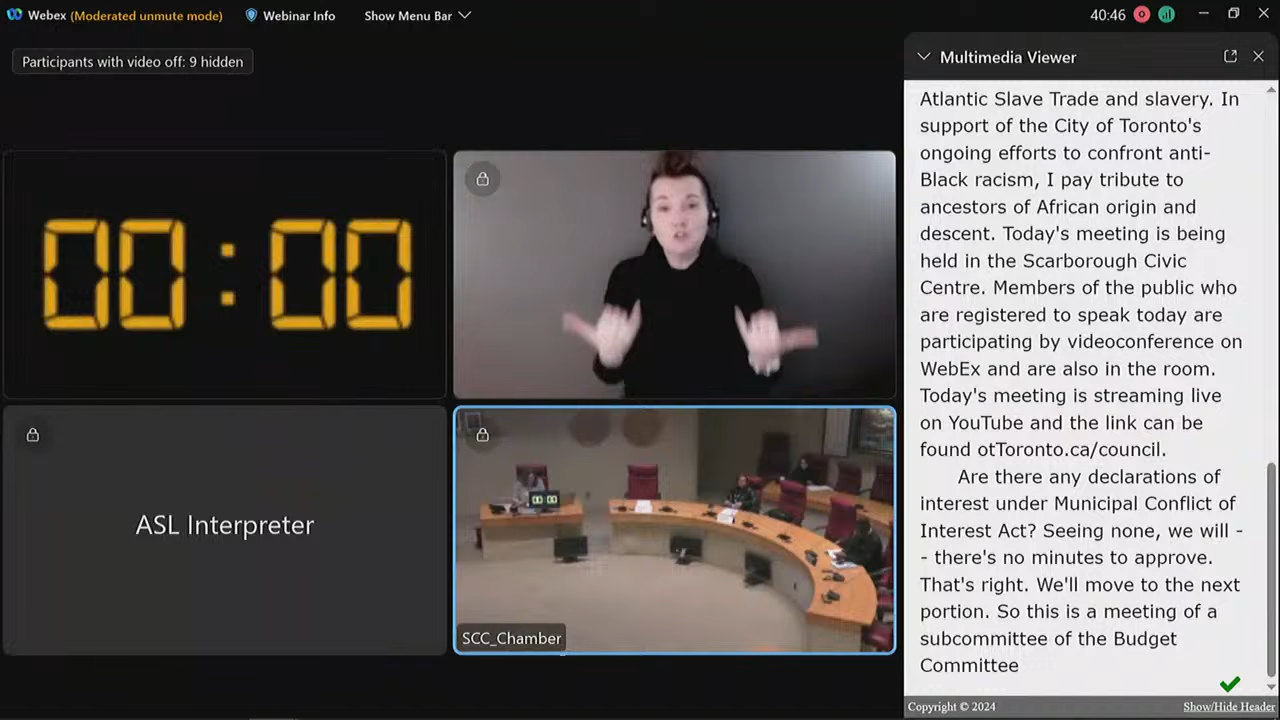 Webex (Moderated unmute mode) Webinar Info Show Menu Bar 40:46
Participants with video off: 9 hidden
00:00
ASL Interpreter
00:00
SCC_Chamber
Multimedia Viewer
Atlantic Slave Trade and slavery. In
support of the City of Toronto's
ongoing efforts to confront anti-
Black racism, I pay tribute to
ancestors of African origin and
descent. Today's meeting is being
held in the Scarborough Civic
Centre. Members of the public who
are registered to speak today are
participating by videoconference on
WebEx and are also in the room.
Today's meeting is streaming live
on YouTube and the link can be
found otToronto.ca/council.
Are there any declarations of
interest under Municipal Conflict of
Interest Act? Seeing none, we will -
- there's no minutes to approve.
That's right. We'll move to the next
portion. So this is a meeting of a
subcommittee of the Budget
Committee
Copyright © 2024 Show/Hide Header